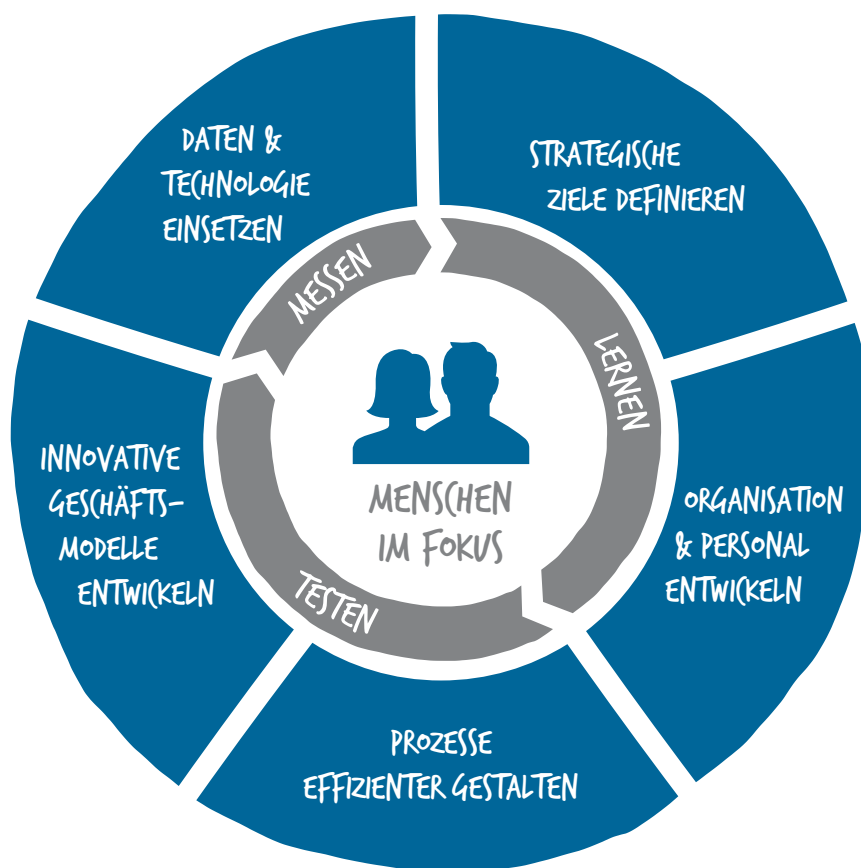 DATEN &
TECHNOLOGIE
EINSETZEN
STRATEGISCHE
ZIELE DEFINIEREN
ORGANISATION
& PERSONAL
ENTWICKELN
PROZESSE
EFFIZIENTER GESTALTEN
INNOVATIVE
GESCHÄFTS-
MODELLE
ENTWICKELN
MESSEN
LERNEN
TESTEN
MENSCHEN
IM FOKUS